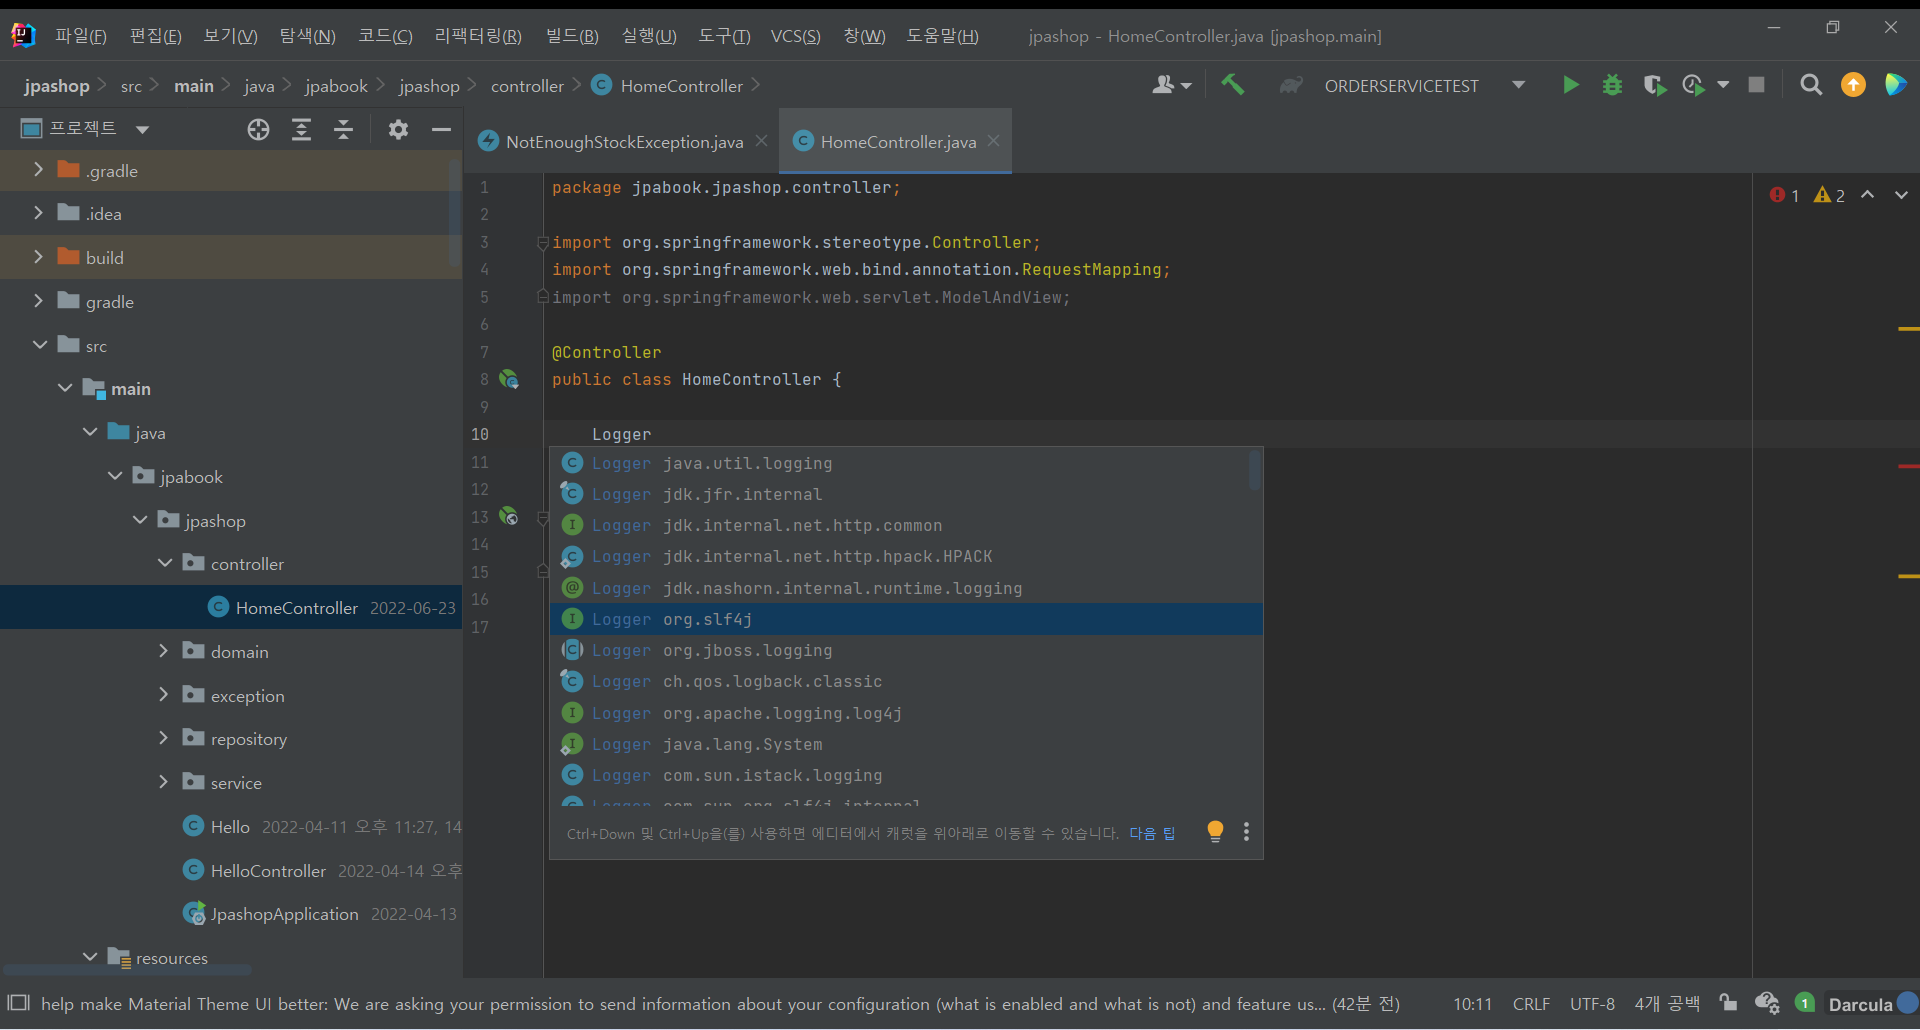 파일(F) 편집(E) 보기(V) 탐색(N) 코드(C) 리팩터링(R) 빌드(B) 실행(U) 도구(T) VCS(S) 창(W) 도움말(H) jpashop - HomeController.java [jpashop.main]
jpashop src main java jpabook jpashop controller HomeController ORDERSERVICETEST
프로젝트
NotEnoughStockException.java HomeController.java
.gradle
.idea
build
gradle
src
main
java
jpabook
jpashop
controller
HomeController 2022-06-23
domain
exception
repository
service
Hello 2022-04-11 오후 11:27, 14
HelloController 2022-04-14 오후
JpashopApplication 2022-04-13
resources
1 package jpabook.jpashop.controller;
2
3 import org.springframework.stereotype.Controller;
4 import org.springframework.web.bind.annotation.RequestMapping;
5 import org.springframework.web.servlet.ModelAndView;
6
7 @Controller
8 public class HomeController {
9
10 Logger
11
12
13
14
15
16
17
1 2
Logger java.util.logging
Logger jdk.jfr.internal
Logger jdk.internal.net.http.common
Logger jdk.internal.net.http.hpack.HPACK
Logger jdk.nashorn.internal.runtime.logging
Logger org.slf4j
Logger org.jboss.logging
Logger ch.qos.logback.classic
Logger org.apache.logging.log4j
Logger java.lang.System
Logger com.sun.istack.logging
Logger com.sun.org.slf4j.internal
Ctrl+Down 및 Ctrl+Up을(를) 사용하면 에디터에서 캐럿을 위아래로 이동할 수 있습니다. 다음 팁
help make Material Theme UI better: We are asking your permission to send information about your configuration (what is enabled and what is not) and feature us... (42분 전) 10:11 CRLF UTF-8 4개 공백 1 Darcula